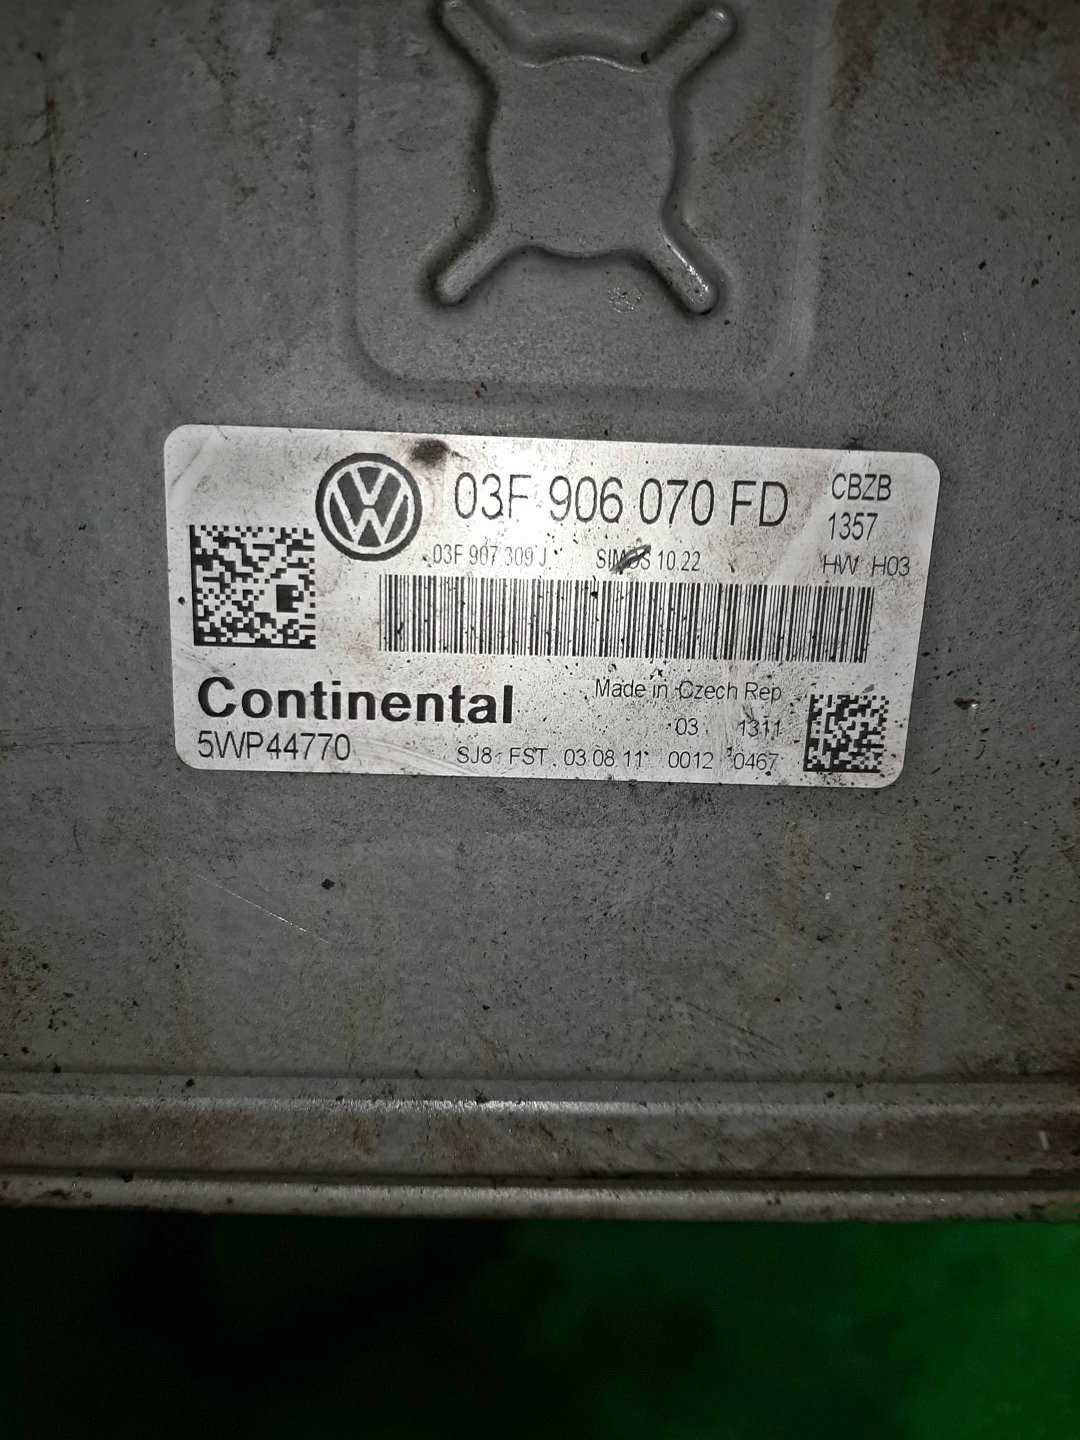 03F 906 070 FD
CBZB
1357
03F 907 309 J SIMOS 10.22
HW H03
Continental
Made in Czech Rep
03 1311
5WP44770
SJ8 FST 03 08 11 0012 0467